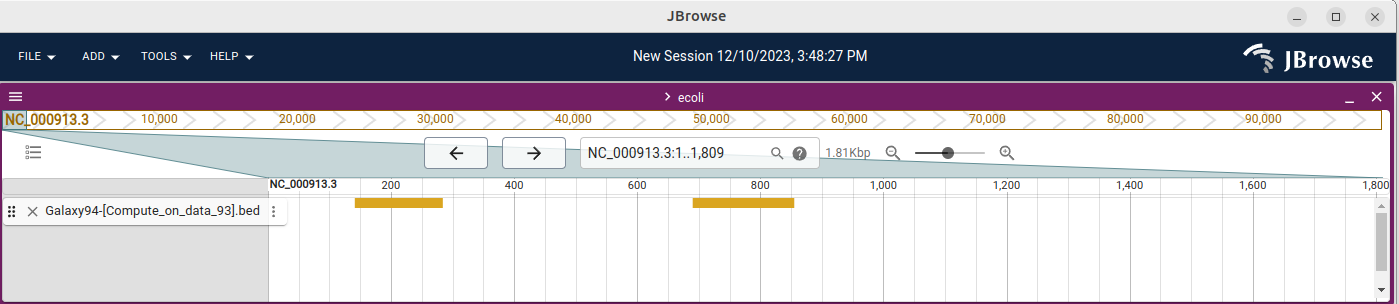 JBrowse
FILE ADD TOOLS HELP New Session 12/10/2023, 3:48:27 PM JBrowse
ecoli
NC_000913.3 10,000 20,000 30,000 40,000 50,000 60,000 70,000 80,000 90,000
NC_000913.3:1..1,809 1.81Kbp
NC_000913.3 200 400 600 800 1,000 1,200 1,400 1,600 1,800
Galaxy94-[Compute_on_data_93].bed